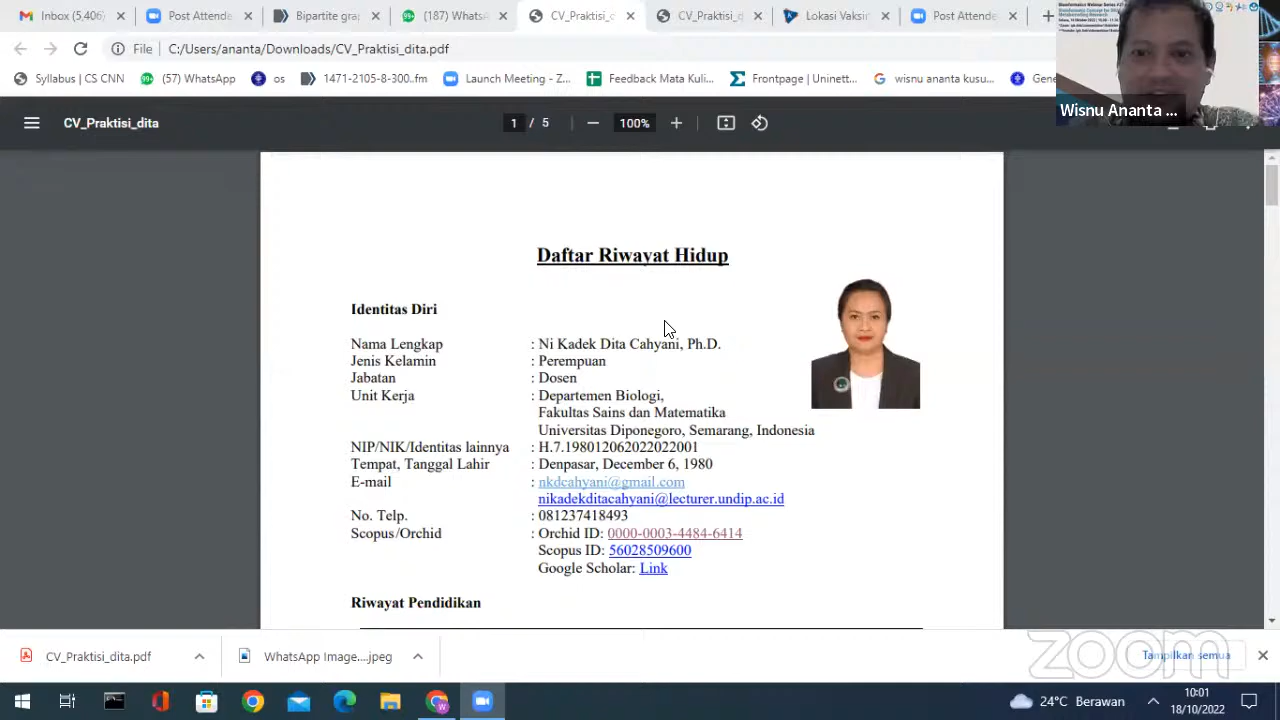 Inbox (5,406)
Post Attende
bipartite gra
(57) Whats
CV_Praktisi_c
CV_Praktis
Post Attend
File
C:/Users/ananta/Downloads/CV_Praktisi_dita.pdf
Syllabus | CS CNN
(57) WhatsApp
os
1471-2105-8-300..fm
Launch Meeting - Z...
Feedback Mata Kuli...
Frontpage | Uninett...
wisnu ananta kusu...
Gene
Wisnu Ananta ...
CV_Praktisi_dita
1 / 5
100%
Daftar Riwayat Hidup
Identitas Diri
Nama Lengkap : Ni Kadek Dita Cahyani, Ph.D.
Jenis Kelamin : Perempuan
Jabatan : Dosen
Unit Kerja : Departemen Biologi,
Fakultas Sains dan Matematika
Universitas Diponegoro, Semarang, Indonesia
NIP/NIK/Identitas lainnya : H.7.198012062022022001
Tempat, Tanggal Lahir : Denpasar, December 6, 1980
E-mail : nkdcahyani@gmail.com
nikadekditacahyani@lecturer.undip.ac.id
No. Telp. : 081237418493
Scopus/Orchid : Orchid ID: 0000-0003-4484-6414
Scopus ID: 56028509600
Google Scholar: Link
Riwayat Pendidikan
CV_Praktisi_dita.pdf
WhatsApp Image....jpeg
Tampilkan semua
zoom
24°C Berawan
10:01
18/10/2022